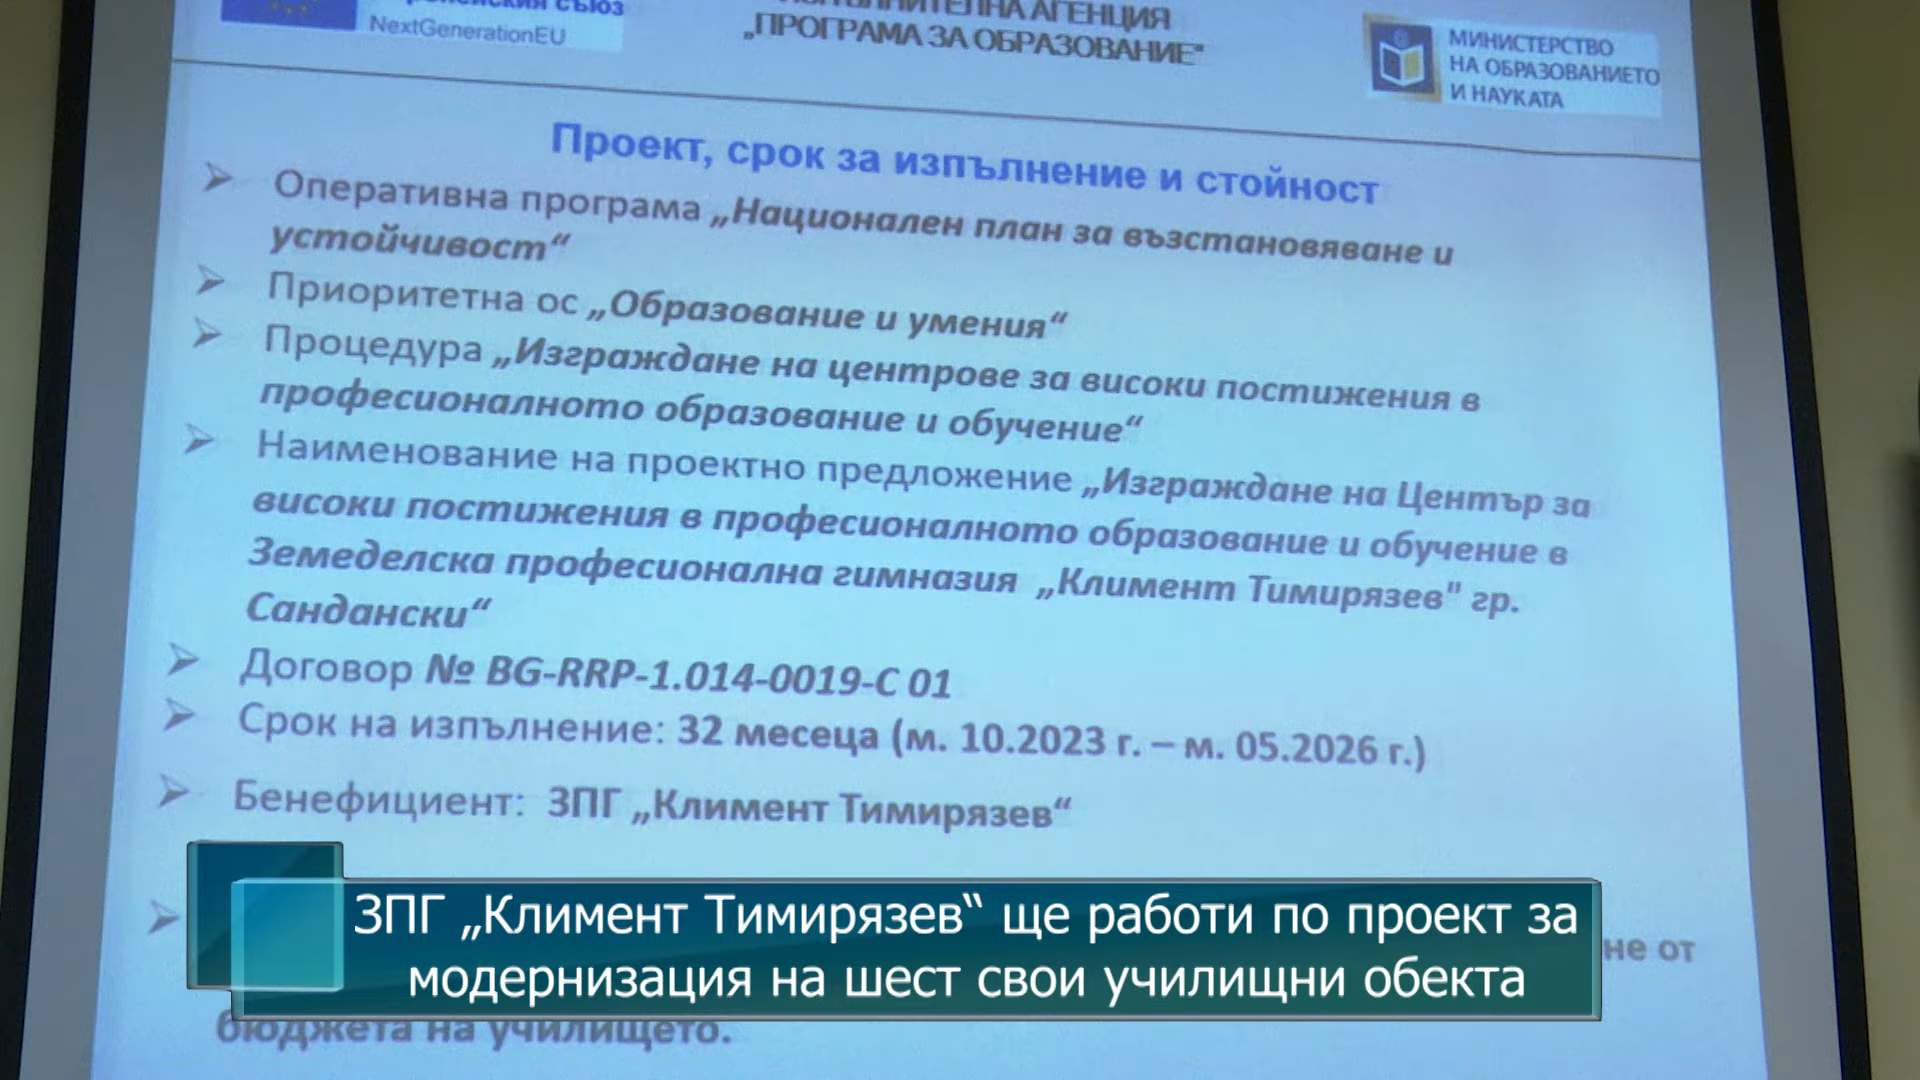 СЪЮЗ
NextGenerationEU
АГЕНЦИЯ
„ПРОГРАМА ЗА ОБРАЗОВАНИЕ“
МИНИСТЕРСТВО
НА ОБРАЗОВАНИЕТО
И НАУКАТА
Проект, срок за изпълнение и стойност
Оперативна програма „Национален план за възстановяване и
устойчивост“
Приоритетна ос „Образование и умения“
Процедура „Изграждане на центрове за високи постижения в
професионалното образование и обучение“
Наименование на проектно предложение „Изграждане на Център за
високи постижения в професионалното образование и обучение в
Земеделска професионална гимназия „Климент Тимирязев" гр.
Сандански“
Договор № BG-RRP-1.014-0019-C 01
Срок на изпълнение: 32 месеца (м. 10.2023 г. – м. 05.2026 г.)
Бенефициент: ЗПГ „Климент Тимирязев“
ЗПГ „Климент Тимирязев“ ще работи по проект за
модернизация на шест свои училищни обекта
от
бюджета на училището.